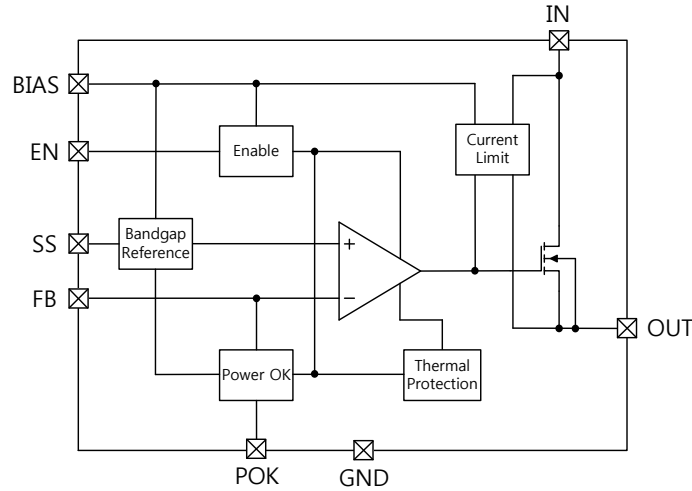 IN
BIAS
EN
Enable
Current
Limit
SS
Bandgap
Reference
+
FB
−
OUT
Power OK
Thermal
Protection
POK
GND